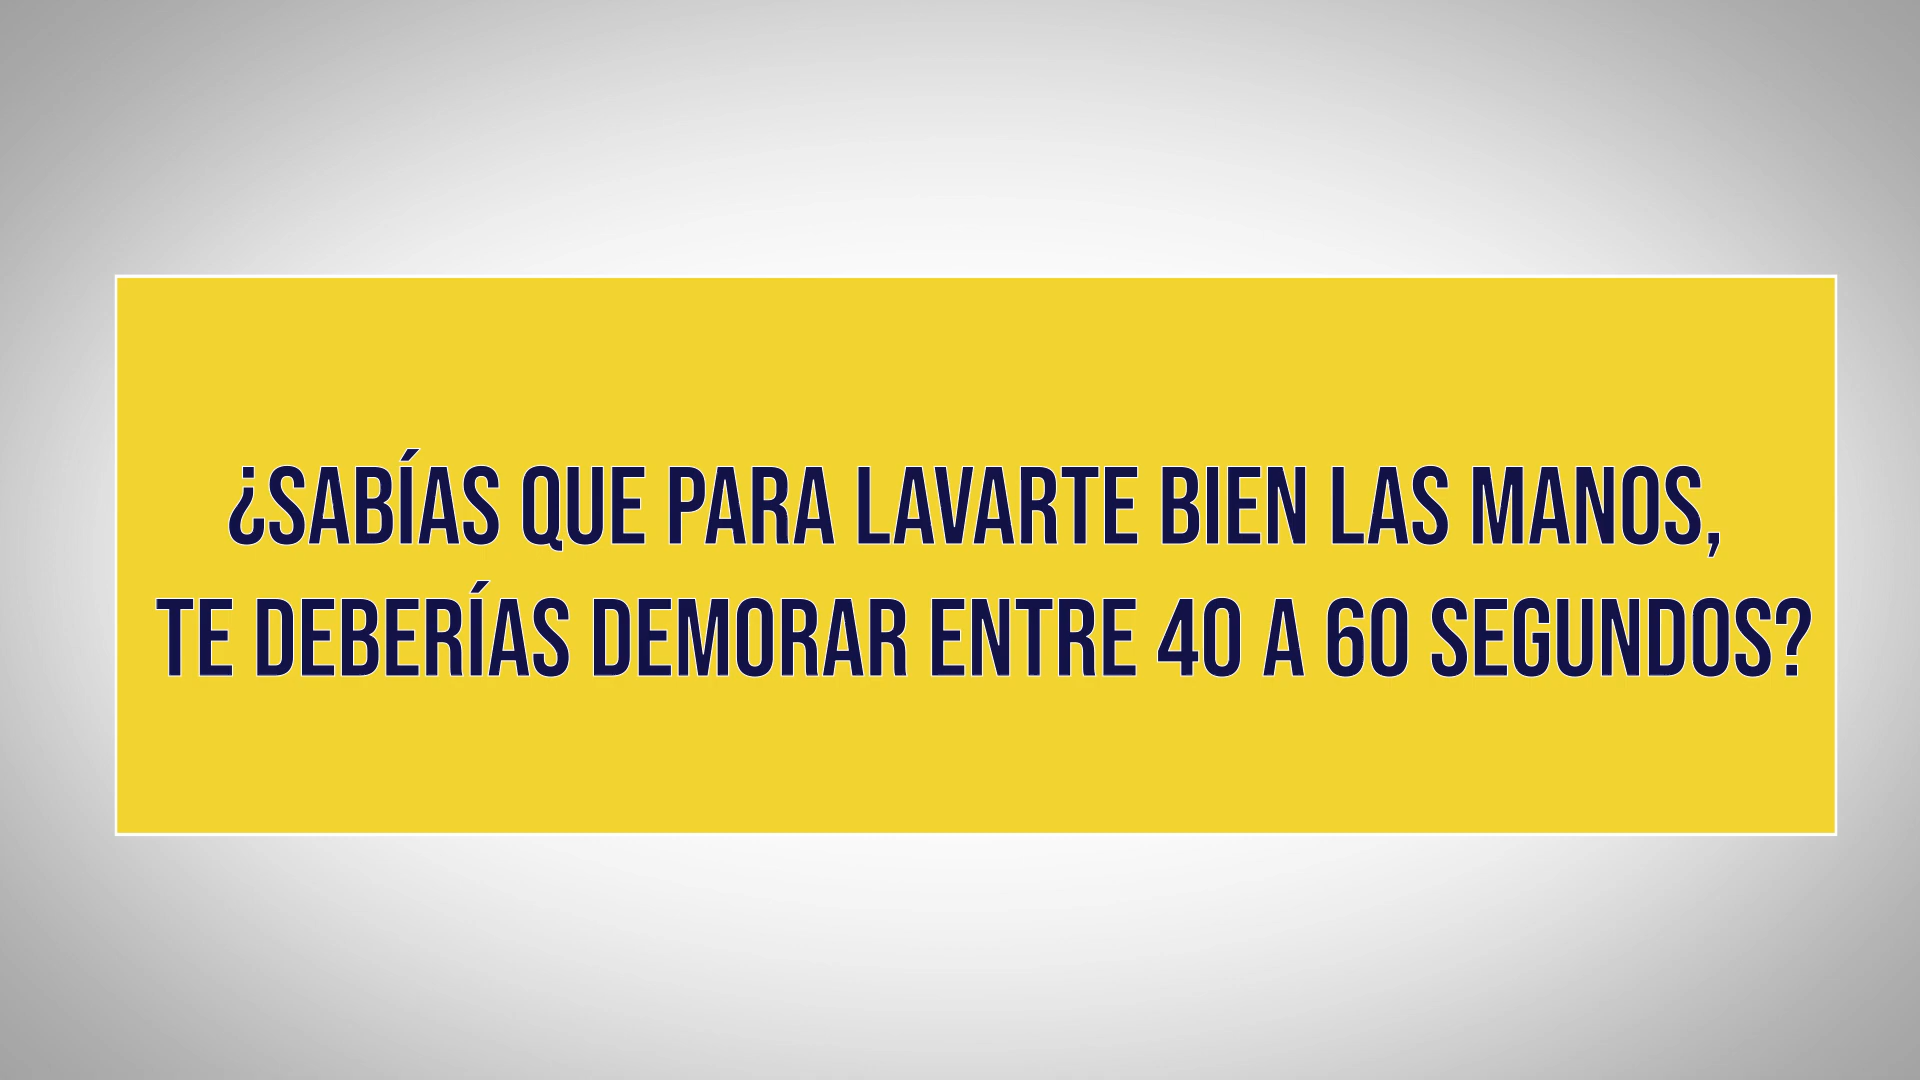 ¿SABÍAS QUE PARA LAVARTE BIEN LAS MANOS,
TE DEBERÍAS DEMORAR ENTRE 40 A 60 SEGUNDOS?